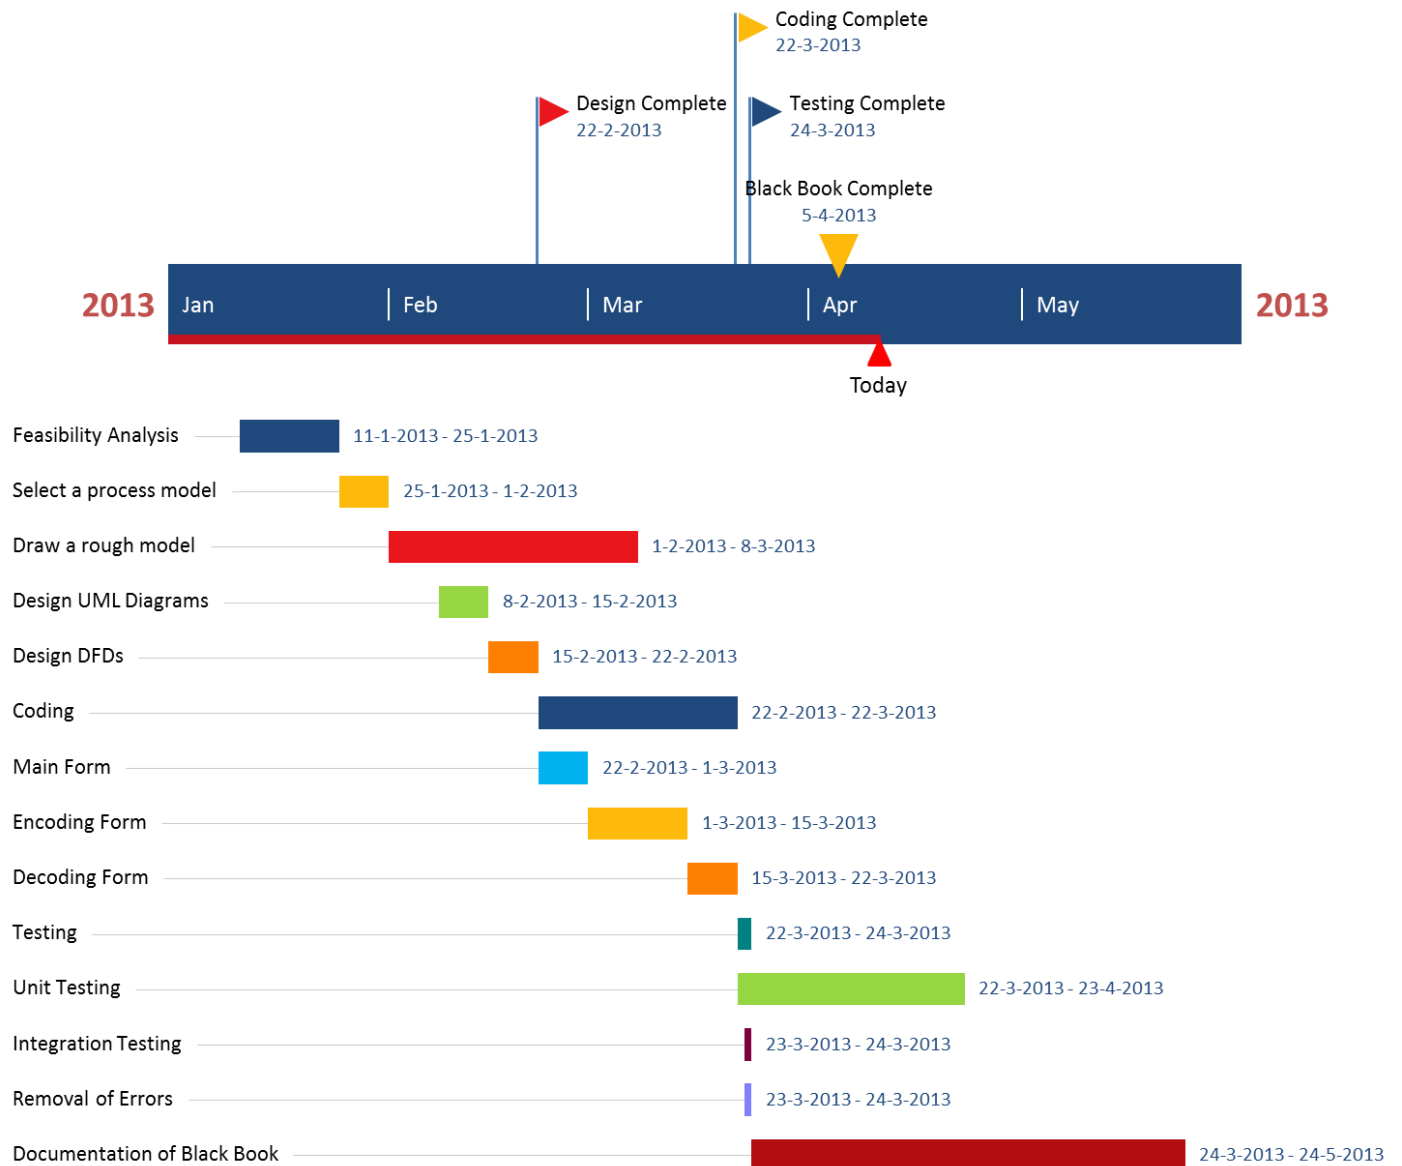 Coding Complete
22-3-2013
Design Complete
22-2-2013
Testing Complete
24-3-2013
Black Book Complete
5-4-2013
2013 Jan Feb Mar Apr May 2013
Today
Feasibility Analysis 11-1-2013 - 25-1-2013
Select a process model 25-1-2013 - 1-2-2013
Draw a rough model 1-2-2013 - 8-3-2013
Design UML Diagrams 8-2-2013 - 15-2-2013
Design DFDs 15-2-2013 - 22-2-2013
Coding 22-2-2013 - 22-3-2013
Main Form 22-2-2013 - 1-3-2013
Encoding Form 1-3-2013 - 15-3-2013
Decoding Form 15-3-2013 - 22-3-2013
Testing 22-3-2013 - 24-3-2013
Unit Testing 22-3-2013 - 23-4-2013
Integration Testing 23-3-2013 - 24-3-2013
Removal of Errors 23-3-2013 - 24-3-2013
Documentation of Black Book 24-3-2013 - 24-5-2013